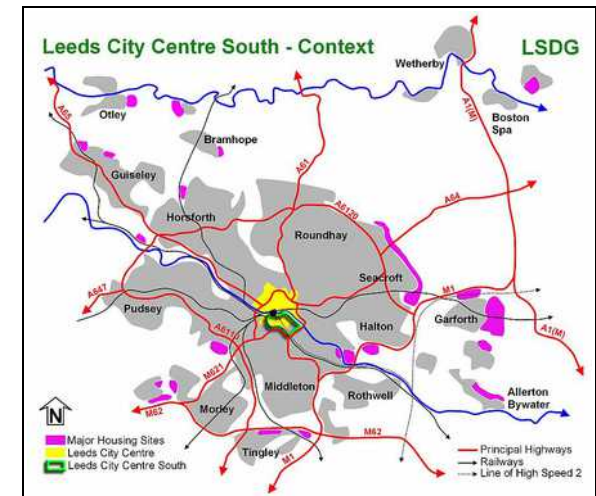 Leeds City Centre South - Context
LSDG
Wetherby
A1(M)
Boston
Spa
Otley
A65
Bramhope
A61
Guiseley
Horsforth
A6120
A64
Roundhay
Seacroft
M1
A647
Pudsey
A6110
Halton
Garforth
A1(M)
M621
Middleton
Rothwell
Allerton
Bywater
M62
Morley
M62
Tingley
M1
N
Major Housing Sites
Leeds City Centre
Leeds City Centre South
Principal Highways
Railways
Line of High Speed 2